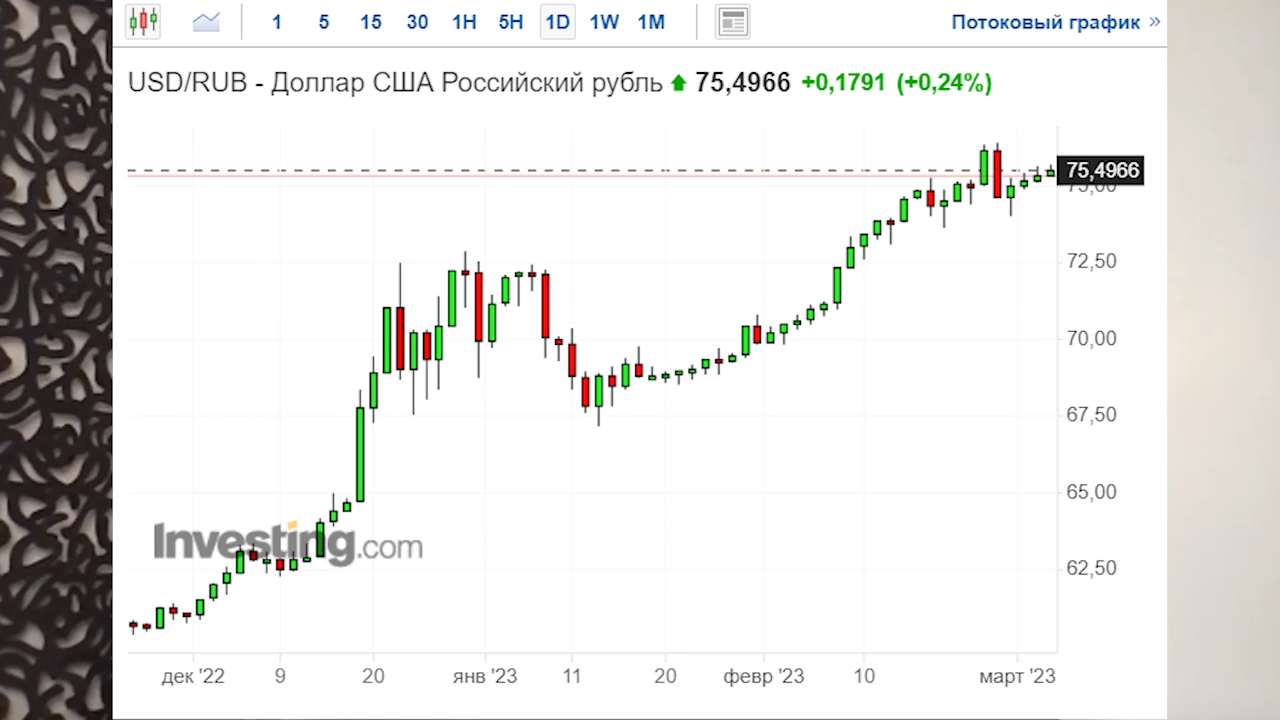 1 5 15 30 1H 5H 1D 1W 1M Потоковый график »
USD/RUB - Доллар США Российский рубль 75,4966 +0,1791 (+0,24%)
75,4966
75,00
72,50
70,00
67,50
65,00
62,50
Investing.com
дек '22 9 20 янв '23 11 20 февр '23 10 март '23